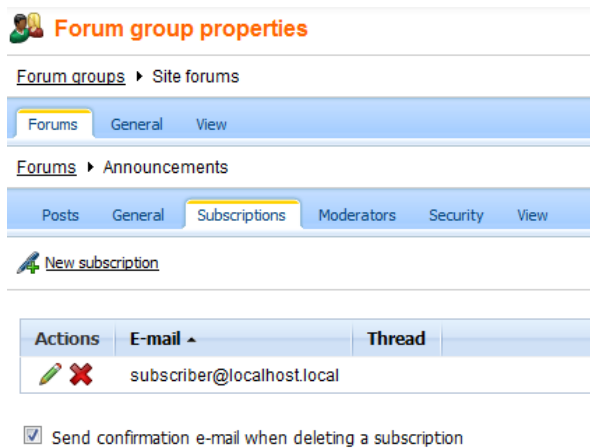 Forum group properties
Forum groups ▸ Site forums
Forums General View
Forums ▸ Announcements
Posts General Subscriptions Moderators Security View
New subscription
Actions E-mail ▴ Thread
subscriber@localhost.local
Send confirmation e-mail when deleting a subscription